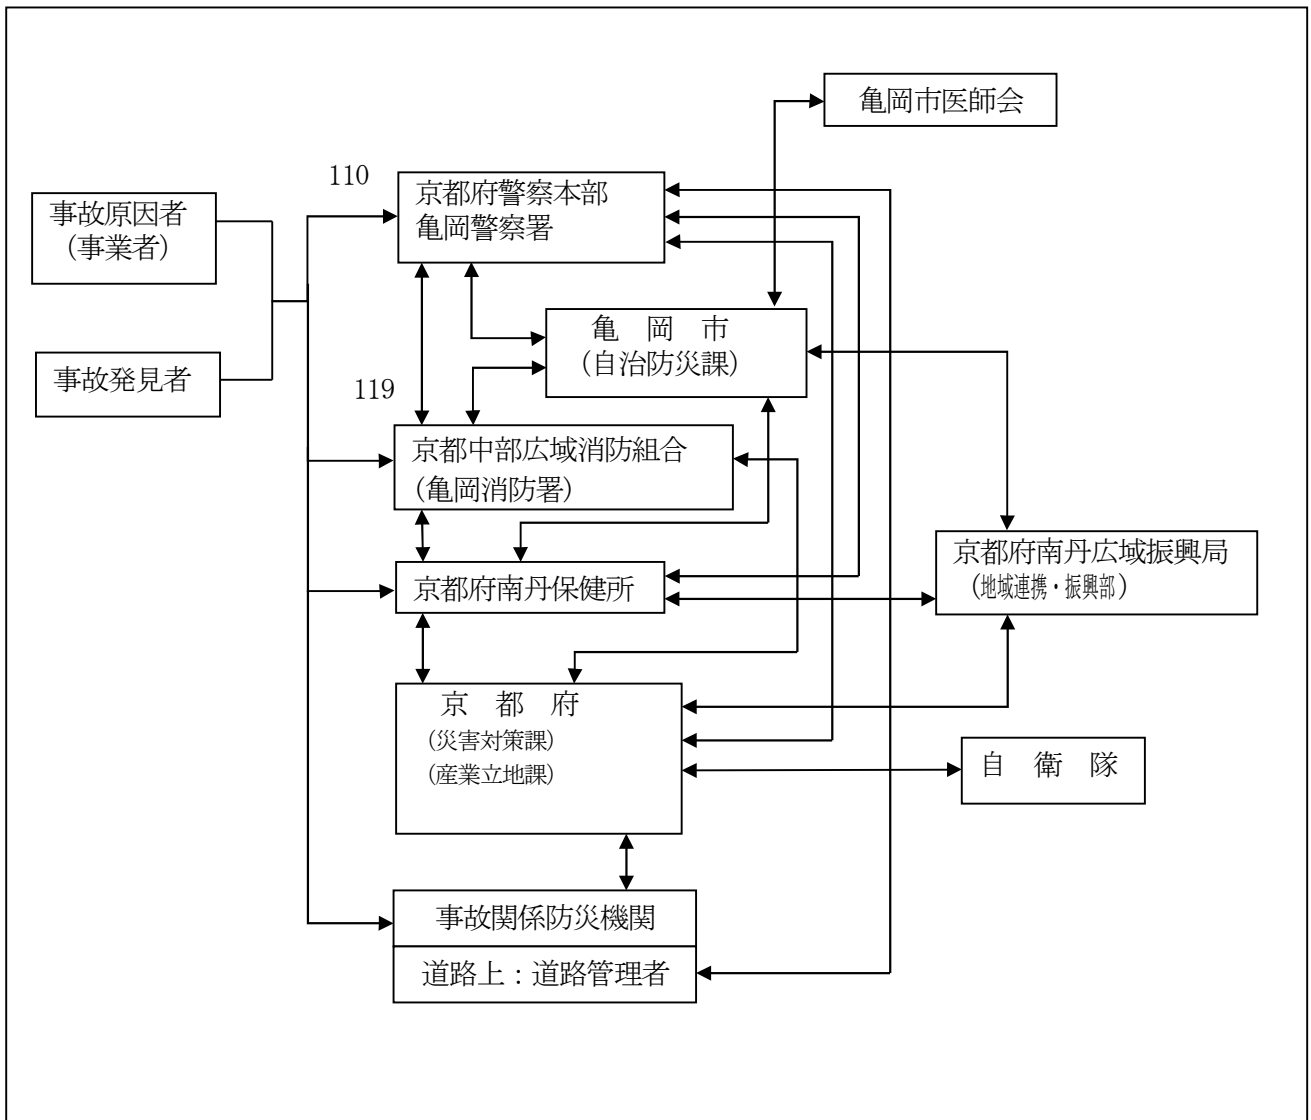 亀岡市医師会
110
京都府警察本部
亀岡警察署
事故原因者
（事業者）
亀　岡　市
（自治防災課）
事故発見者
119
京都中部広域消防組合
（亀岡消防署）
京都府南丹広域振興局
（地域連携・振興部）
京都府南丹保健所
京　都　府
（災害対策課）
（産業立地課）
自　衛　隊
事故関係防災機関
道路上：道路管理者